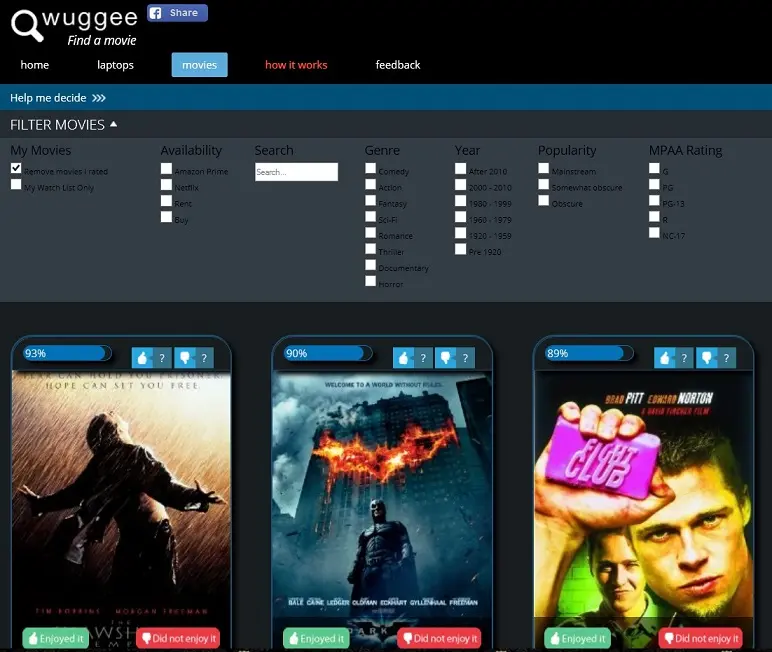 Qwuggee
Share
Find a movie
home laptops movies how it works feedback
Help me decide
FILTER MOVIES
My Movies Availability Search Genre Year Popularity MPAA Rating
Remove movies I rated Amazon Prime Search... Comedy After 2010 Mainstream G
My Watch List Only Netflix Action 2000 - 2010 Somewhat obscure PG
Rent Fantasy 1980 - 1999 Obscure PG-13
Buy Sci-Fi 1960 - 1979 R
Romance 1920 - 1959 NC-17
Thriller Pre 1920
Documentary
Horror
93% ? ? 90% ? ? 89% ? ?
FEAR CAN HOLD YOU PRISONER.
HOPE CAN SET YOU FREE.
TIM ROBBINS MORGAN FREEMAN
THE
Enjoyed it Did not enjoy it
WELCOME TO A WORLD WITHOUT RULES.
BALE CAINE LEDGER OLDMAN ECKHART GYLLENHAAL FREEMAN
DARK
Enjoyed it Did not enjoy it
BRAD PITT EDWARD NORTON
A DAVID FINCHER FILM
FIGHT
CLUB
Enjoyed it Did not enjoy it